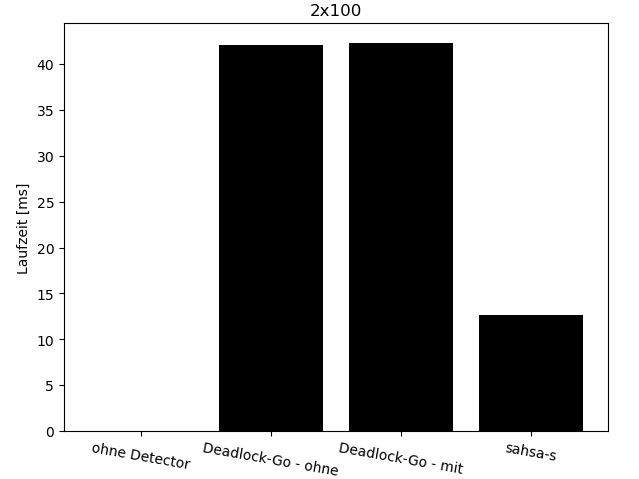 2x100
Laufzeit [ms]
40
35
30
25
20
15
10
5
0
ohne Detector
Deadlock-Go - ohne
Deadlock-Go - mit
sahsa-s